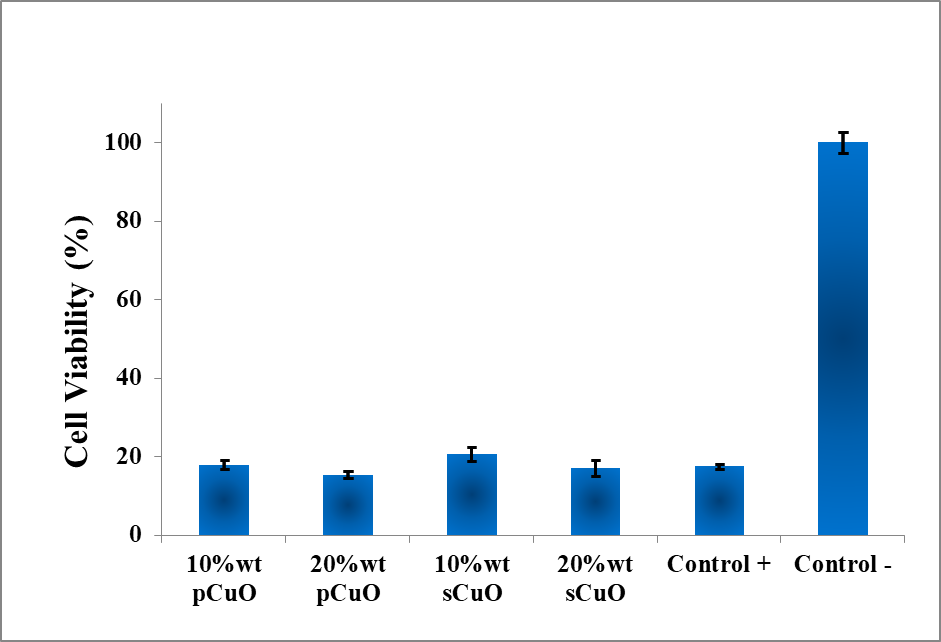 Cell Viability (%)
100
80
60
40
20
0
10%wt
pCuO
20%wt
pCuO
10%wt
sCuO
20%wt
sCuO
Control +
Control -